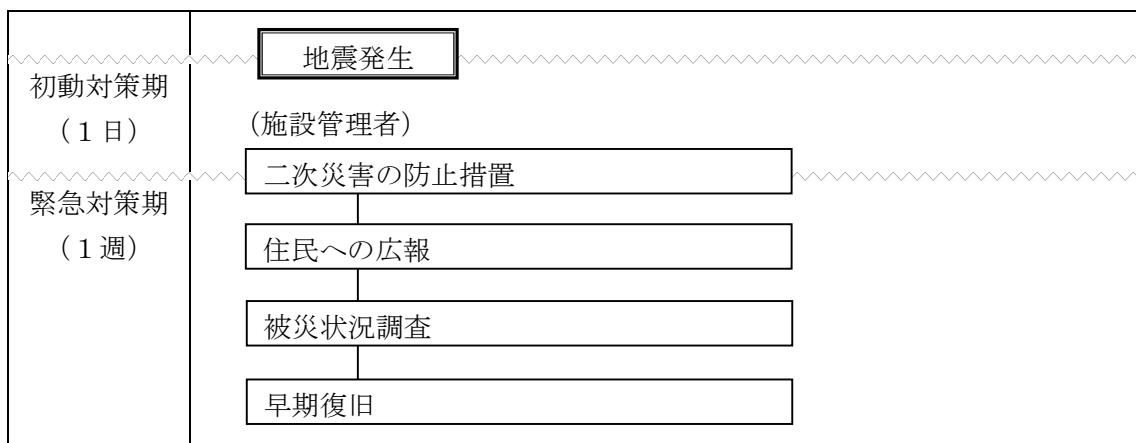 地震発生
初動対策期
（１日）
（施設管理者）
二次災害の防止措置
緊急対策期
（１週）
住民への広報
被災状況調査
早期復旧